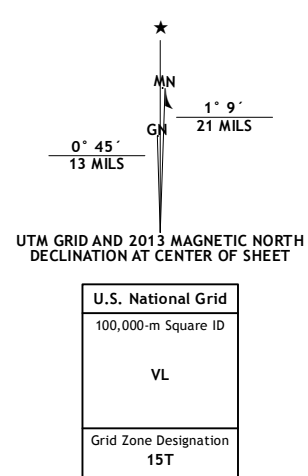 ★
MN
1° 9´
21 MILS
GN
0° 45´
13 MILS
UTM GRID AND 2013 MAGNETIC NORTH
DECLINATION AT CENTER OF SHEET
U.S. National Grid
100,000-m Square ID
VL
Grid Zone Designation
15T